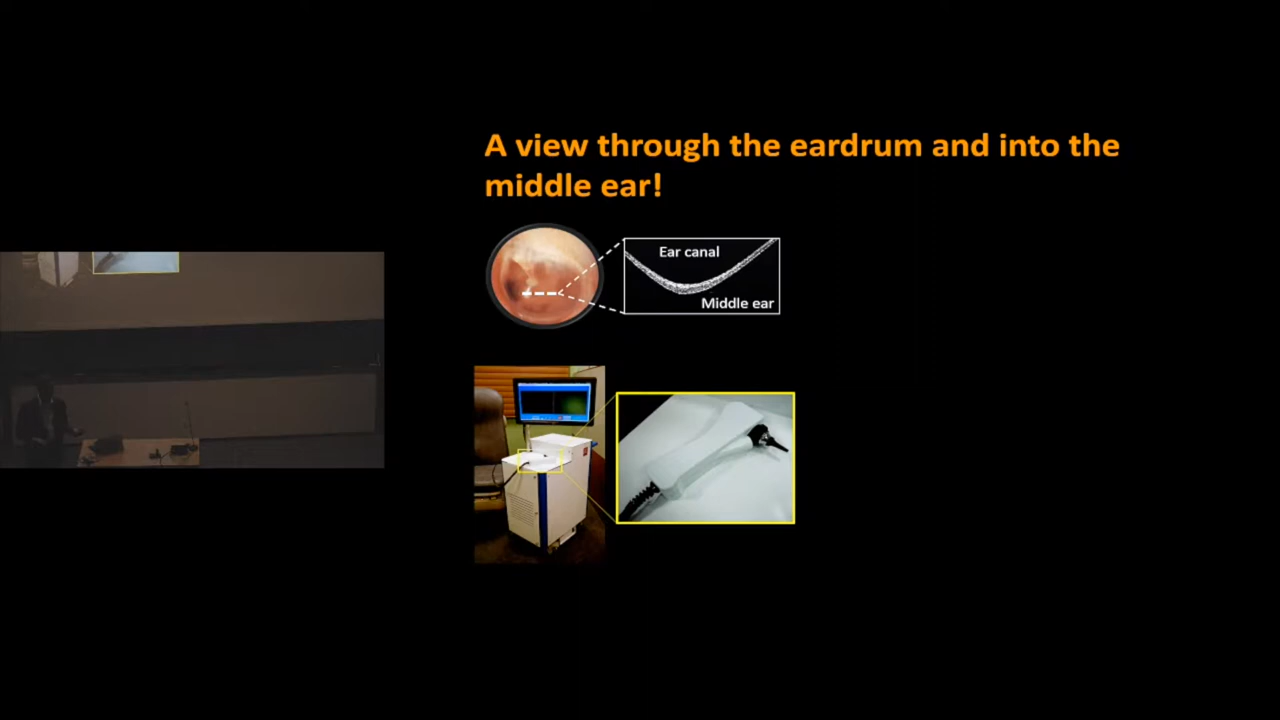 A view through the eardrum and into the
middle ear!
Ear canal
Middle ear